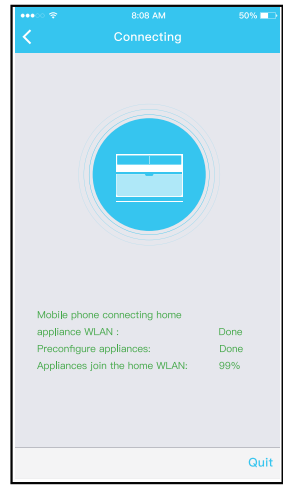 8:08 AM
50%
Connecting
Mobile phone connecting home
appliance WLAN : Done
Preconfigure appliances: Done
Appliances join the home WLAN: 99%
Quit